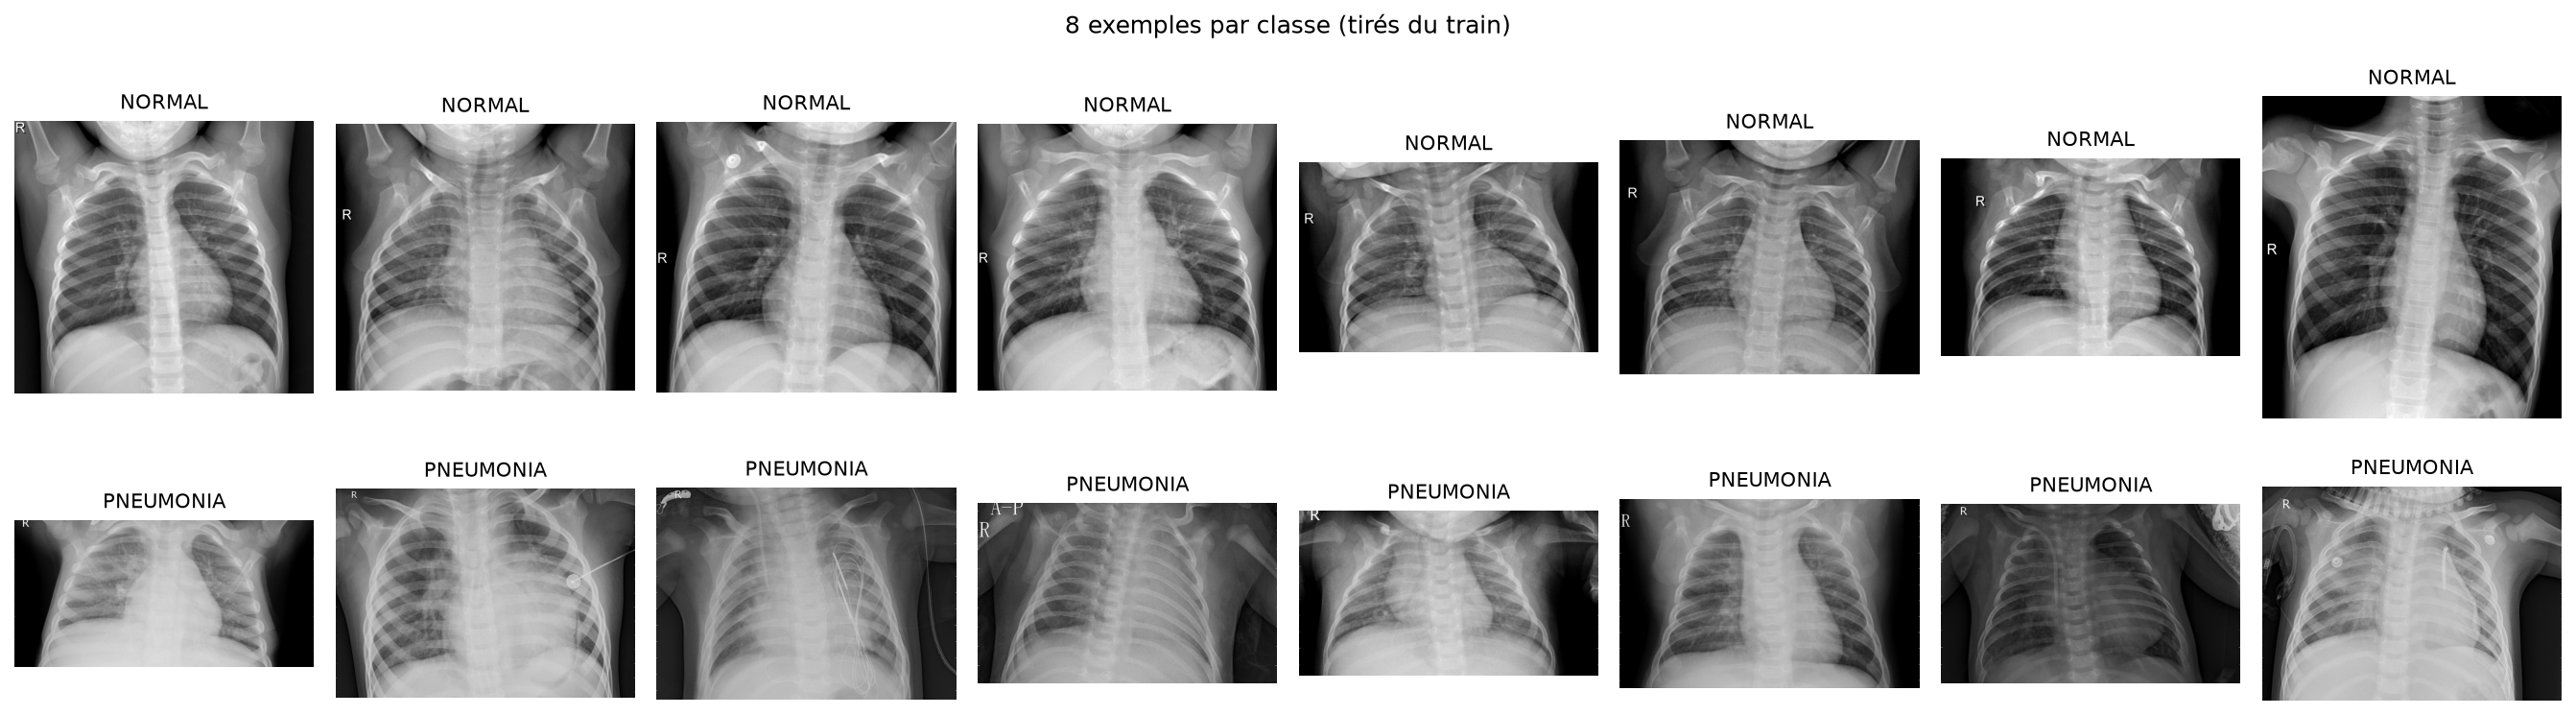 8 exemples par classe (tirés du train)
NORMAL NORMAL NORMAL NORMAL NORMAL NORMAL NORMAL NORMAL
R R R R R R R R
PNEUMONIA PNEUMONIA PNEUMONIA PNEUMONIA PNEUMONIA PNEUMONIA PNEUMONIA PNEUMONIA
R R R A-P R R R R R